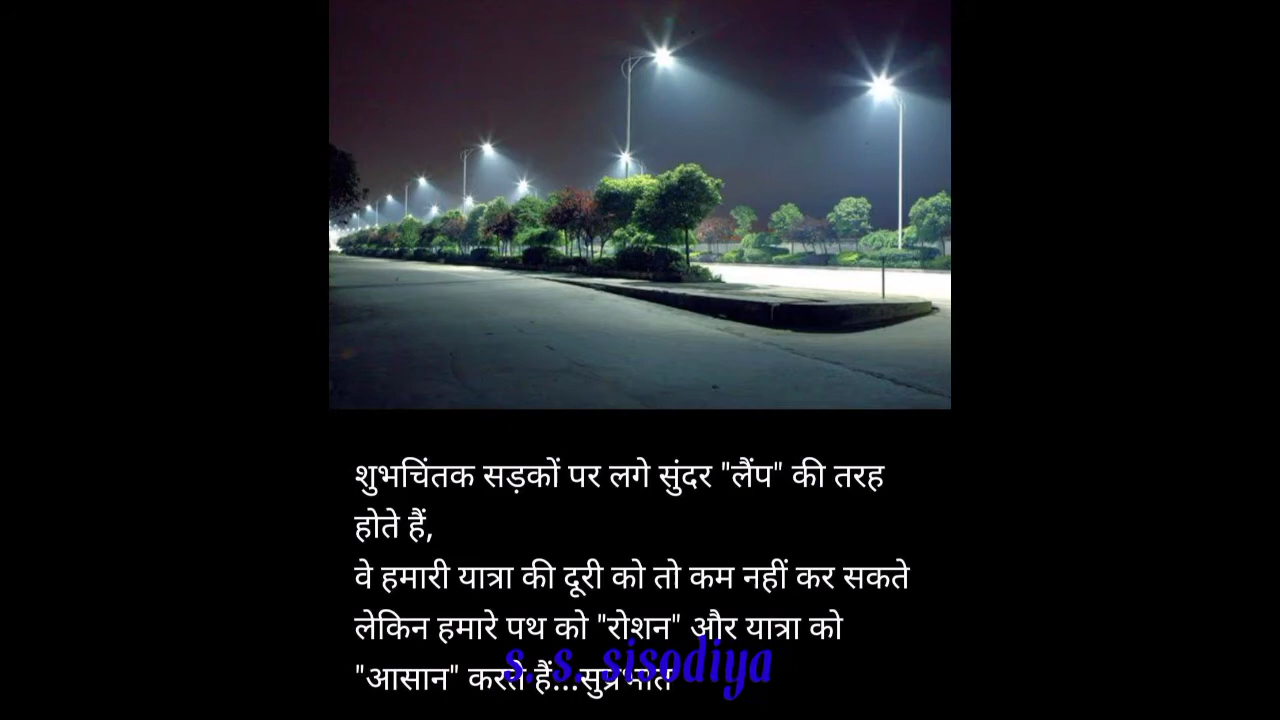 शुभचिंतक सड़कों पर लगे सुंदर "लैंप" की तरह
होते हैं,
वे हमारी यात्रा की दूरी को तो कम नहीं कर सकते
लेकिन हमारे पथ को "रोशन" और यात्रा को
"आसान" करते हैं...सुप्रभात
s. s. sisodiya